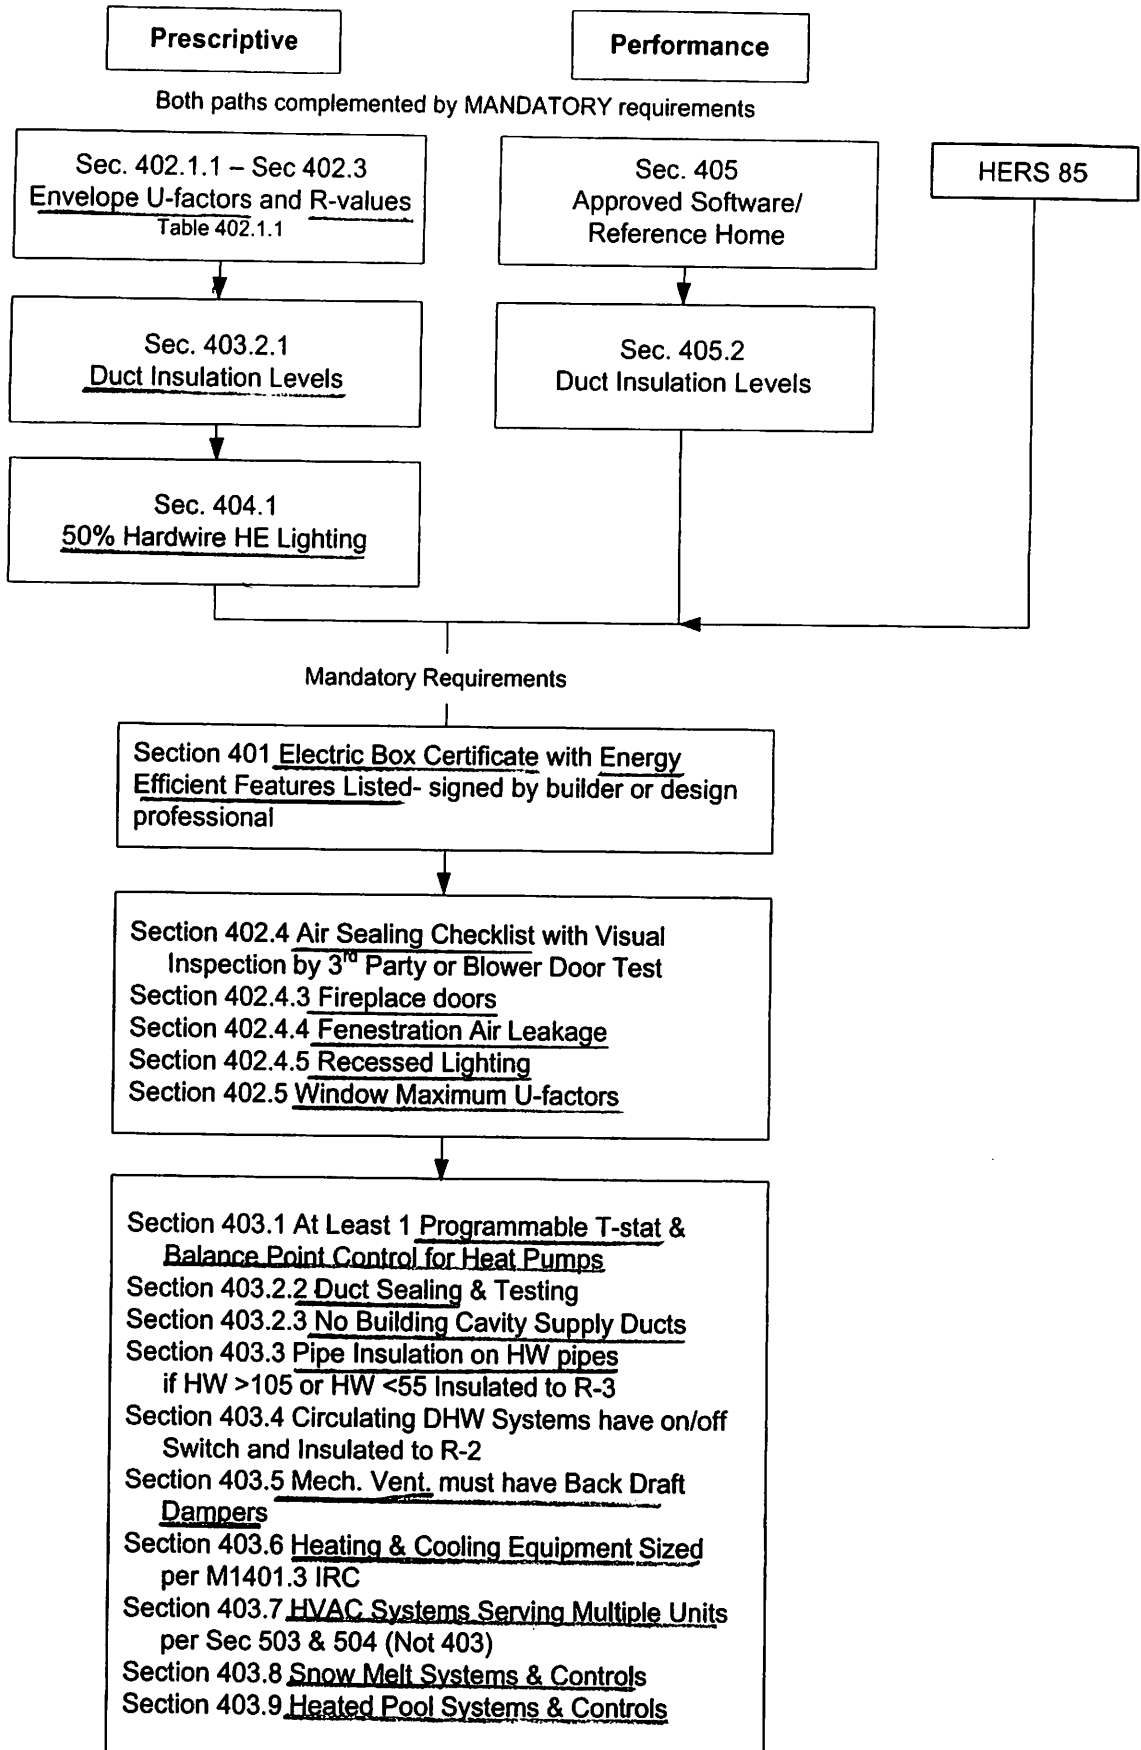 Prescriptive
Performance
Both paths complemented by MANDATORY requirements
Sec. 402.1.1 – Sec 402.3
Envelope U-factors and R-values
Table 402.1.1
Sec. 405
Approved Software/
Reference Home
HERS 85
Sec. 403.2.1
Duct Insulation Levels
Sec. 405.2
Duct Insulation Levels
Sec. 404.1
50% Hardwire HE Lighting
Mandatory Requirements
Section 401 Electric Box Certificate with Energy
Efficient Features Listed- signed by builder or design
professional
Section 402.4 Air Sealing Checklist with Visual
Inspection by 3rd Party or Blower Door Test
Section 402.4.3 Fireplace doors
Section 402.4.4 Fenestration Air Leakage
Section 402.4.5 Recessed Lighting
Section 402.5 Window Maximum U-factors
Section 403.1 At Least 1 Programmable T-stat &
Balance Point Control for Heat Pumps
Section 403.2.2 Duct Sealing & Testing
Section 403.2.3 No Building Cavity Supply Ducts
Section 403.3 Pipe Insulation on HW pipes
if HW >105 or HW <55 Insulated to R-3
Section 403.4 Circulating DHW Systems have on/off
Switch and Insulated to R-2
Section 403.5 Mech. Vent. must have Back Draft
Dampers
Section 403.6 Heating & Cooling Equipment Sized
per M1401.3 IRC
Section 403.7 HVAC Systems Serving Multiple Units
per Sec 503 & 504 (Not 403)
Section 403.8 Snow Melt Systems & Controls
Section 403.9 Heated Pool Systems & Controls